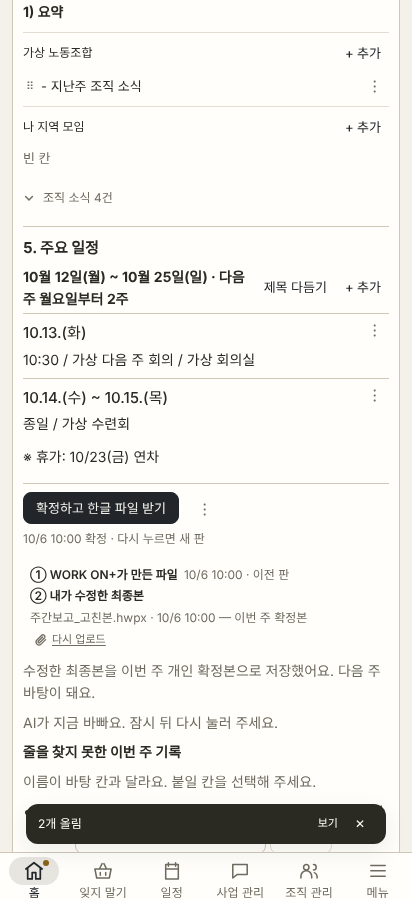 1) 요약
가상 노동조합 + 추가
- 지난주 조직 소식
나 지역 모임 + 추가
빈 칸
조직 소식 4건
5. 주요 일정
10월 12일(월) ~ 10월 25일(일) · 다음
주 월요일부터 2주
제목 다듬기 + 추가
10.13.(화)
10:30 / 가상 다음 주 회의 / 가상 회의실
10.14.(수) ~ 10.15.(목)
종일 / 가상 수련회
※ 휴가: 10/23(금) 연차
확정하고 한글 파일 받기
10/6 10:00 확정 · 다시 누르면 새 판
① WORK ON+가 만든 파일 10/6 10:00 · 이전 판
② 내가 수정한 최종본
주간보고_고친본.hwpx · 10/6 10:00 — 이번 주 확정본
다시 업로드
수정한 최종본을 이번 주 개인 확정본으로 저장했어요. 다음 주
바탕이 돼요.
AI가 지금 바빠요. 잠시 뒤 다시 눌러 주세요.
줄을 찾지 못한 이번 주 기록
이름이 바탕 칸과 달라요. 붙일 칸을 선택해 주세요.
2개 올림 보기 ×
홈 잊지 말기 일정 사업 관리 조직 관리 메뉴